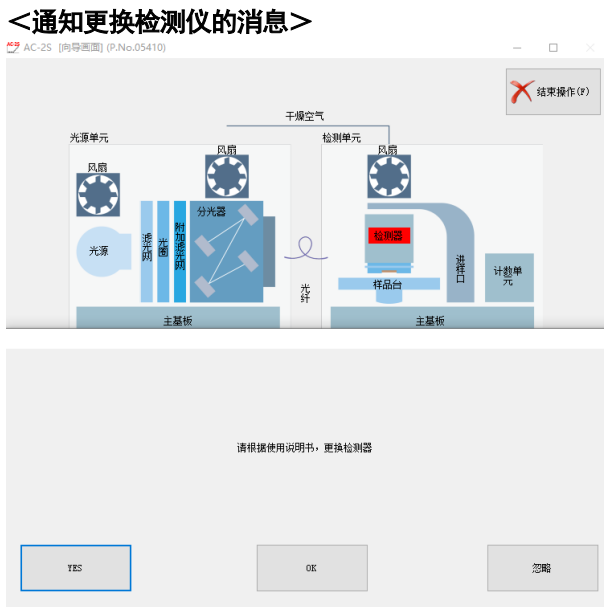 ＜通知更换检测仪的消息＞
AC-2S [向导画面] (P.No.05410)
结束操作(F)
干燥空气
光源单元
检测单元
风扇
风扇
风扇
分光器
滤光网
光圈
附加滤光网
光源
检测器
进样口
计数单元
样品台
光纤
主基板
主基板
请根据使用说明书，更换检测器
YES
OK
忽略